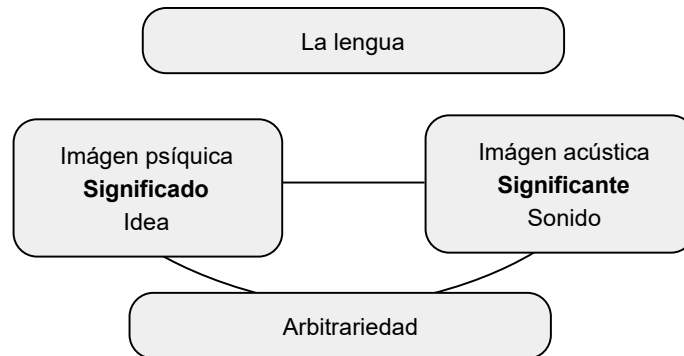 La lengua
Imágen psíquica
Significado
Idea
Imágen acústica
Significante
Sonido
Arbitrariedad